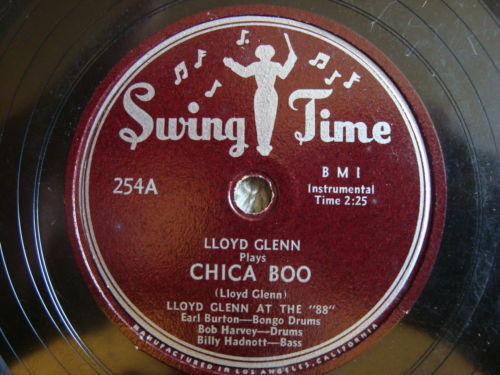 Swing Time
254A
BMI
Instrumental
Time 2:25
LLOYD GLENN
Plays
CHICA BOO
(Lloyd Glenn)
LLOYD GLENN AT THE "88"
Earl Burton—Bongo Drums
Bob Harvey—Drums
Billy Hadnott—Bass
MANUFACTURED IN LOS ANGELES, CALIFORNIA